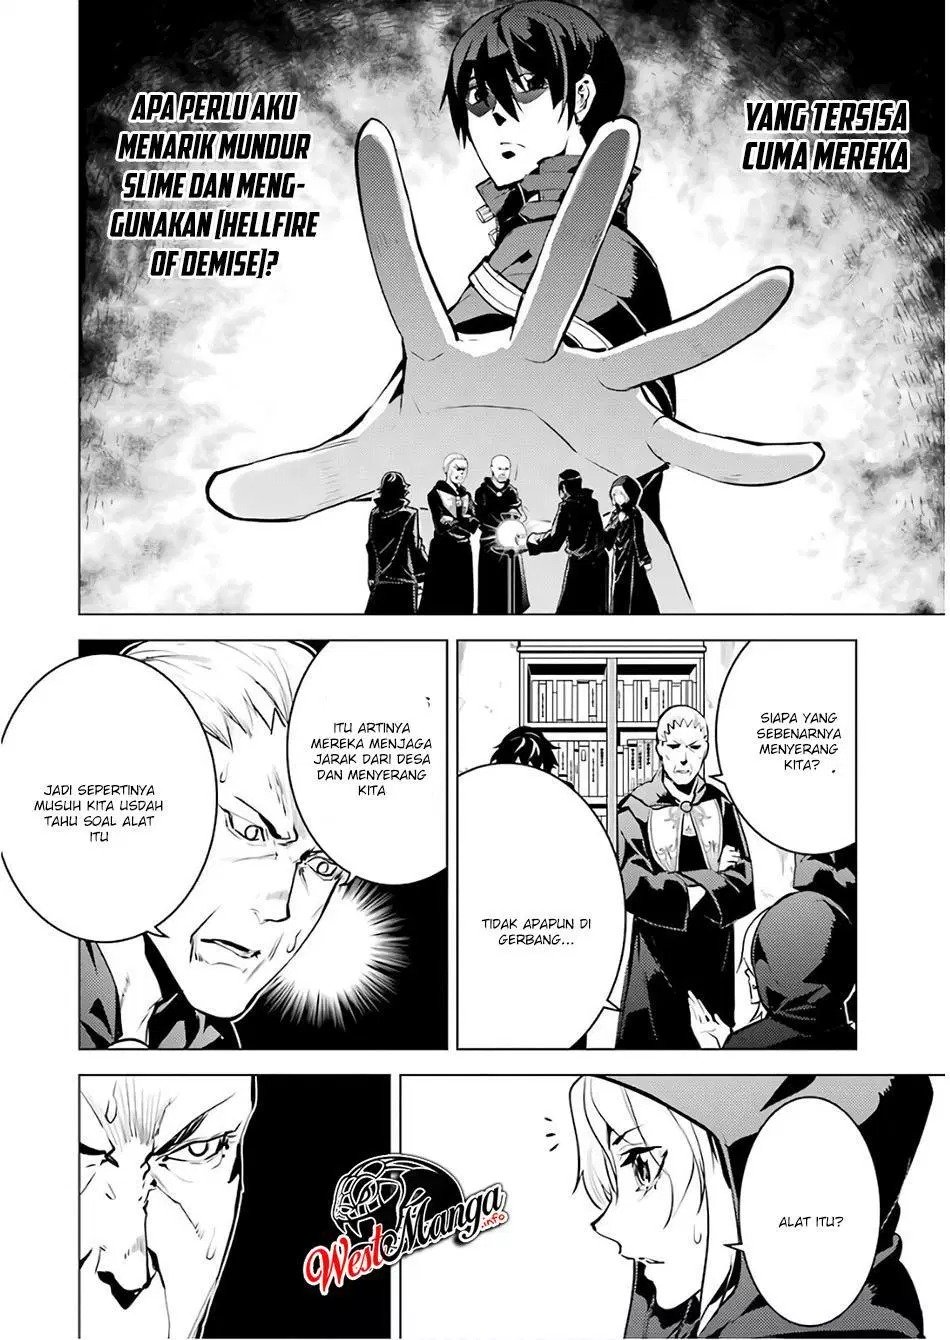 YANG TERSISA
CUMA MEREKA
APA PERLU AKU
MENARIK MUNDUR
SLIME DAN MENG-
GUNAKAN [HELLFIRE
OF DEMISE]?
SIAPA YANG
SEBENARNYA
MENYERANG
KITA?
TIDAK APAPUN DI
GERBANG...
ITU ARTINYA
MEREKA MENJAGA
JARAK DARI DESA
DAN MENYERANG
KITA
JADI SEPERTINYA
MUSUH KITA USDAH
TAHU SOAL ALAT
ITU
ALAT ITU?
WestManga
.info